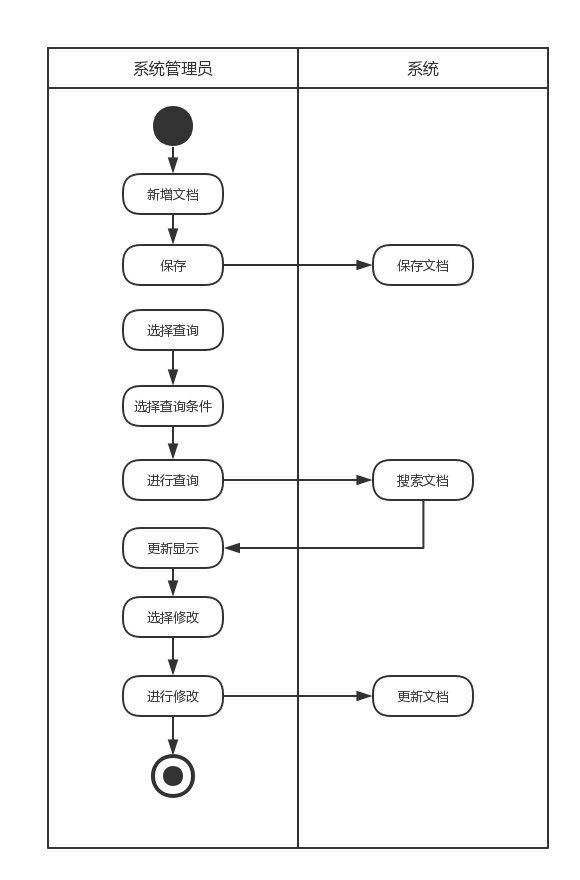 系统管理员
系统
新增文档
保存
保存文档
选择查询
选择查询条件
进行查询
搜索文档
更新显示
选择修改
进行修改
更新文档